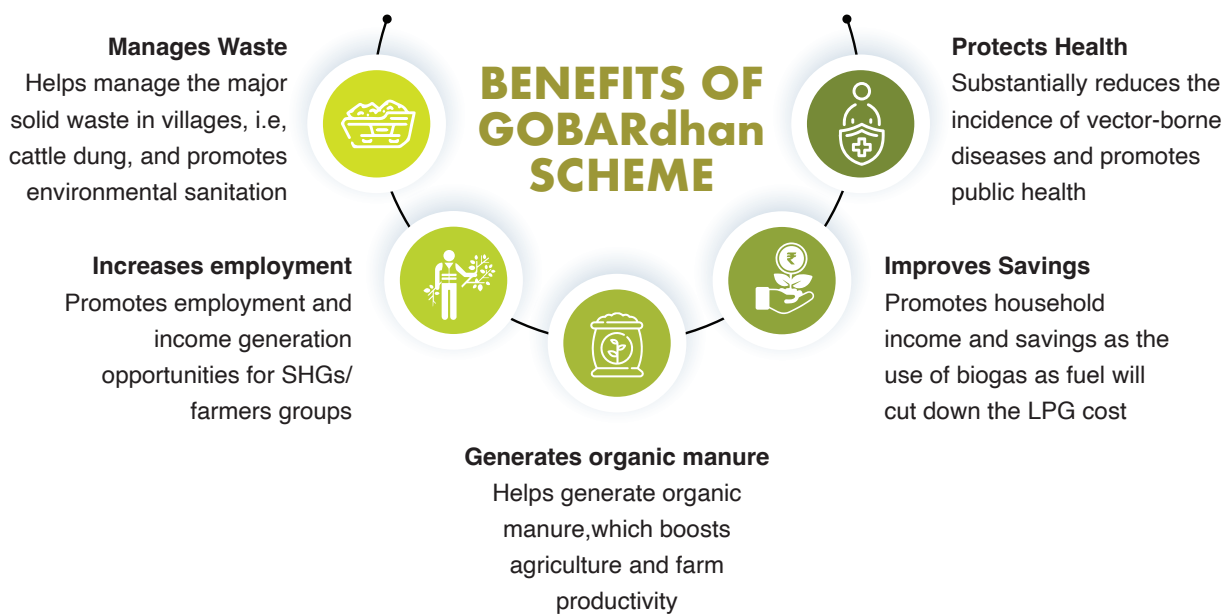 BENEFITS OF
GOBARdhan
SCHEME
Manages Waste
Helps manage the major
solid waste in villages, i.e,
cattle dung, and promotes
environmental sanitation
Increases employment
Promotes employment and
income generation
opportunities for SHGs/
farmers groups
Generates organic manure
Helps generate organic
manure,which boosts
agriculture and farm
productivity
Improves Savings
Promotes household
income and savings as the
use of biogas as fuel will
cut down the LPG cost
Protects Health
Substantially reduces the
incidence of vector-borne
diseases and promotes
public health
₹